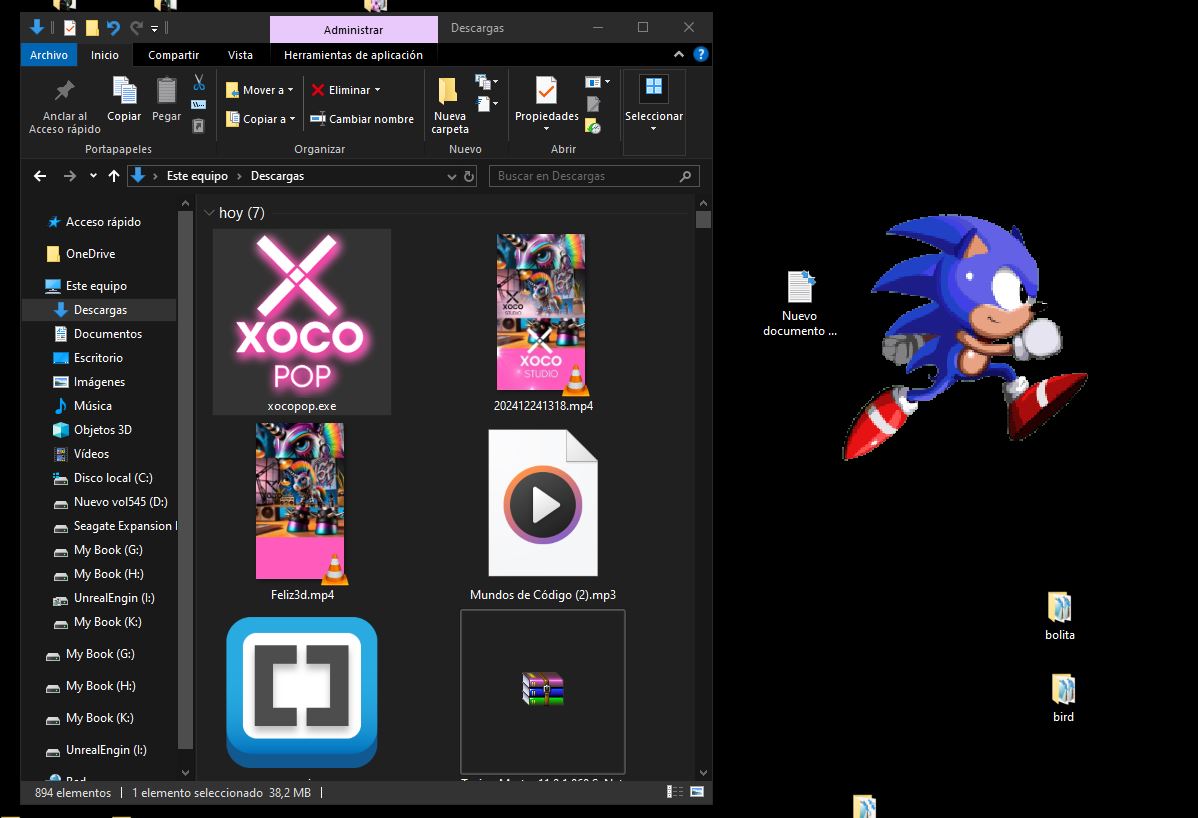 Administrar
Descargas
Archivo
Inicio
Compartir
Vista
Herramientas de aplicación
Anclar al
Acceso rápido
Copiar
Pegar
Mover a
Copiar a
Eliminar
Cambiar nombre
Nueva
carpeta
Propiedades
Seleccionar
Portapapeles
Organizar
Nuevo
Abrir
Este equipo > Descargas
Buscar en Descargas
Acceso rápido
OneDrive
Este equipo
Descargas
Documentos
Escritorio
Imágenes
Música
Objetos 3D
Vídeos
Disco local (C:)
Nuevo vol545 (D:)
Seagate Expansion
My Book (G:)
My Book (H:)
UnrealEngin (I:)
My Book (K:)
My Book (G:)
My Book (H:)
My Book (K:)
UnrealEngin (I:)
hoy (7)
XOCO
POP
xocopop.exe
XOCO
STUDIO
XOCO
STUDIO
202412241318.mp4
Feliz3d.mp4
Mundos de Código (2).mp3
894 elementos
1 elemento seleccionado 38,2 MB
Nuevo
documento ...
bolita
bird